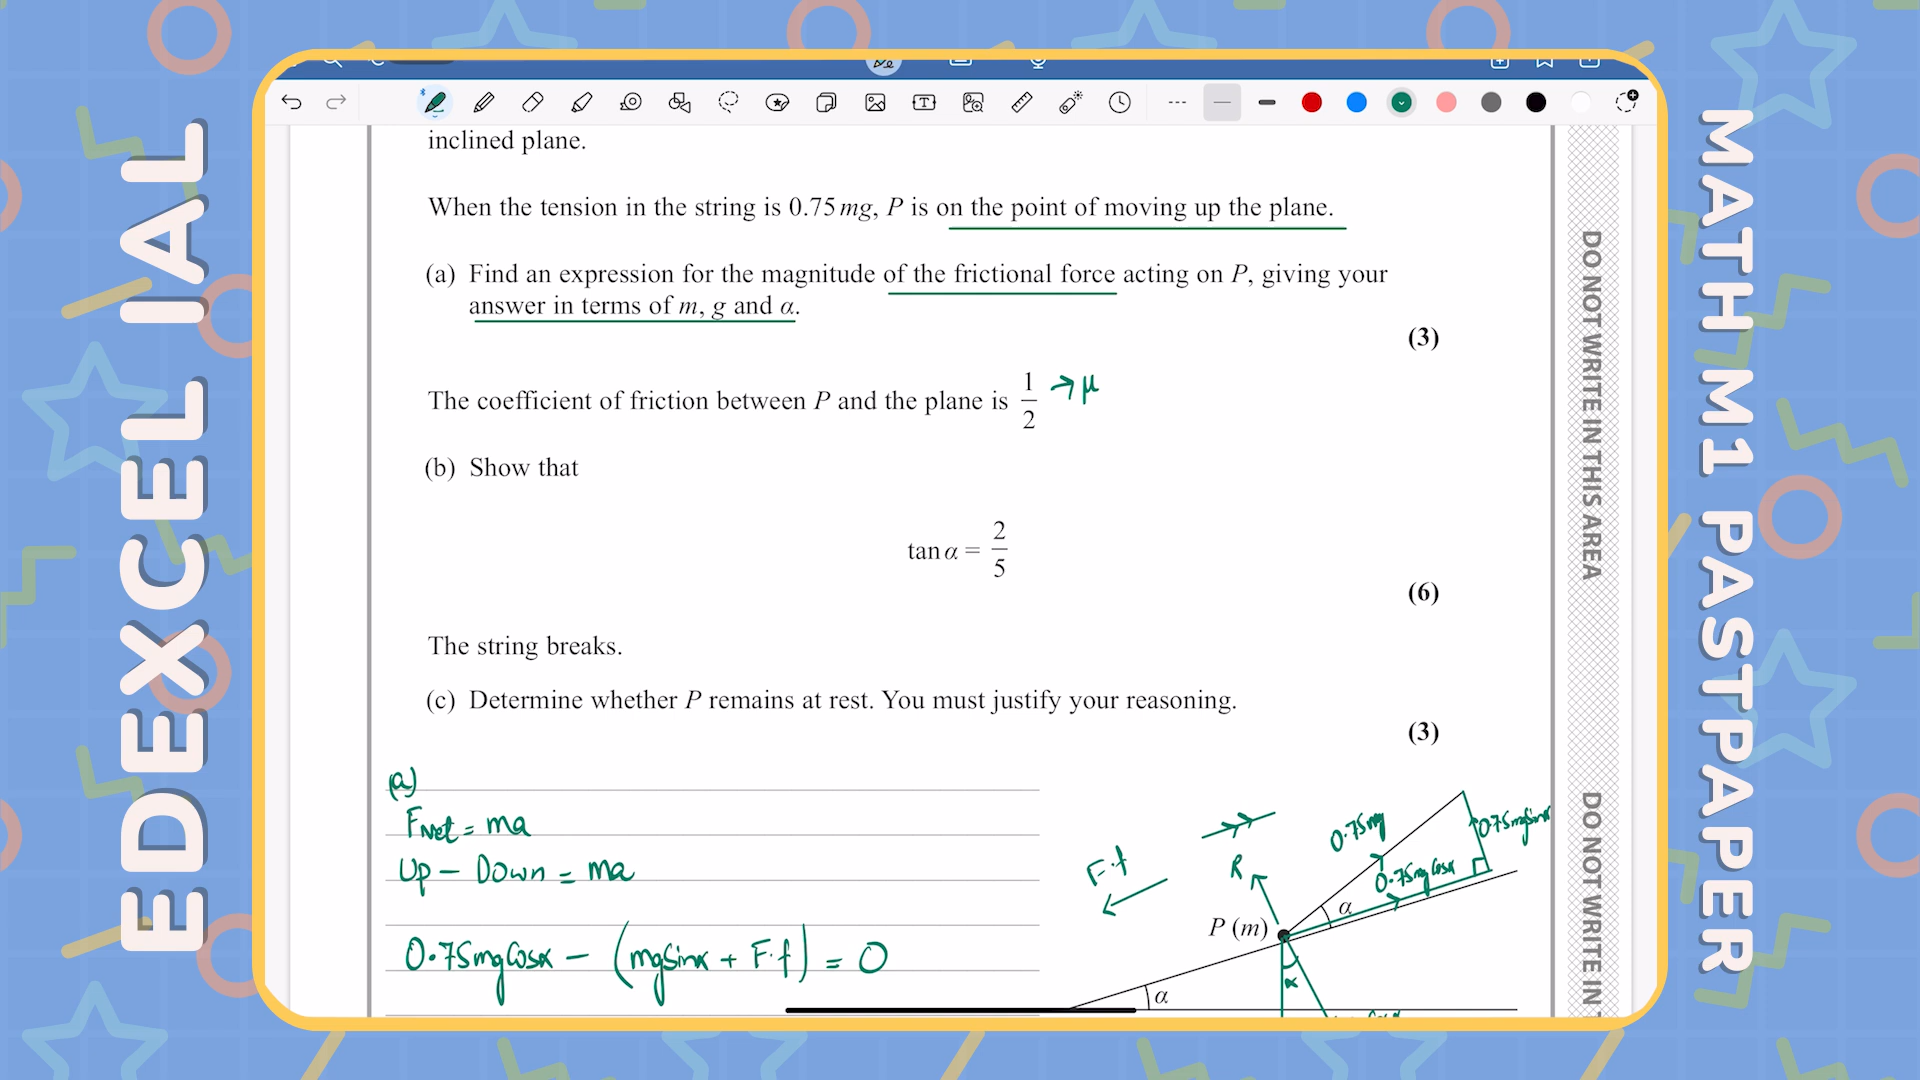 EDEXCEL IAL
MATH M1 PASTPAPER
inclined plane.
When the tension in the string is 0.75mg, P is on the point of moving up the plane.
(a) Find an expression for the magnitude of the frictional force acting on P, giving your
answer in terms of m, g and α.
(3)
The coefficient of friction between P and the plane is 1/2 → μ
(b) Show that
tan α = 2/5
(6)
The string breaks.
(c) Determine whether P remains at rest. You must justify your reasoning.
(3)
(a)
FNet = ma
Up - Down = ma
0.75mgCosα - (mgSinα + F.f) = 0
F.f
R
0.75mg
0.75mgSinα
0.75mgCosα
α
P (m)
α
α
DO NOT WRITE IN THIS AREA
DO NOT WRITE IN